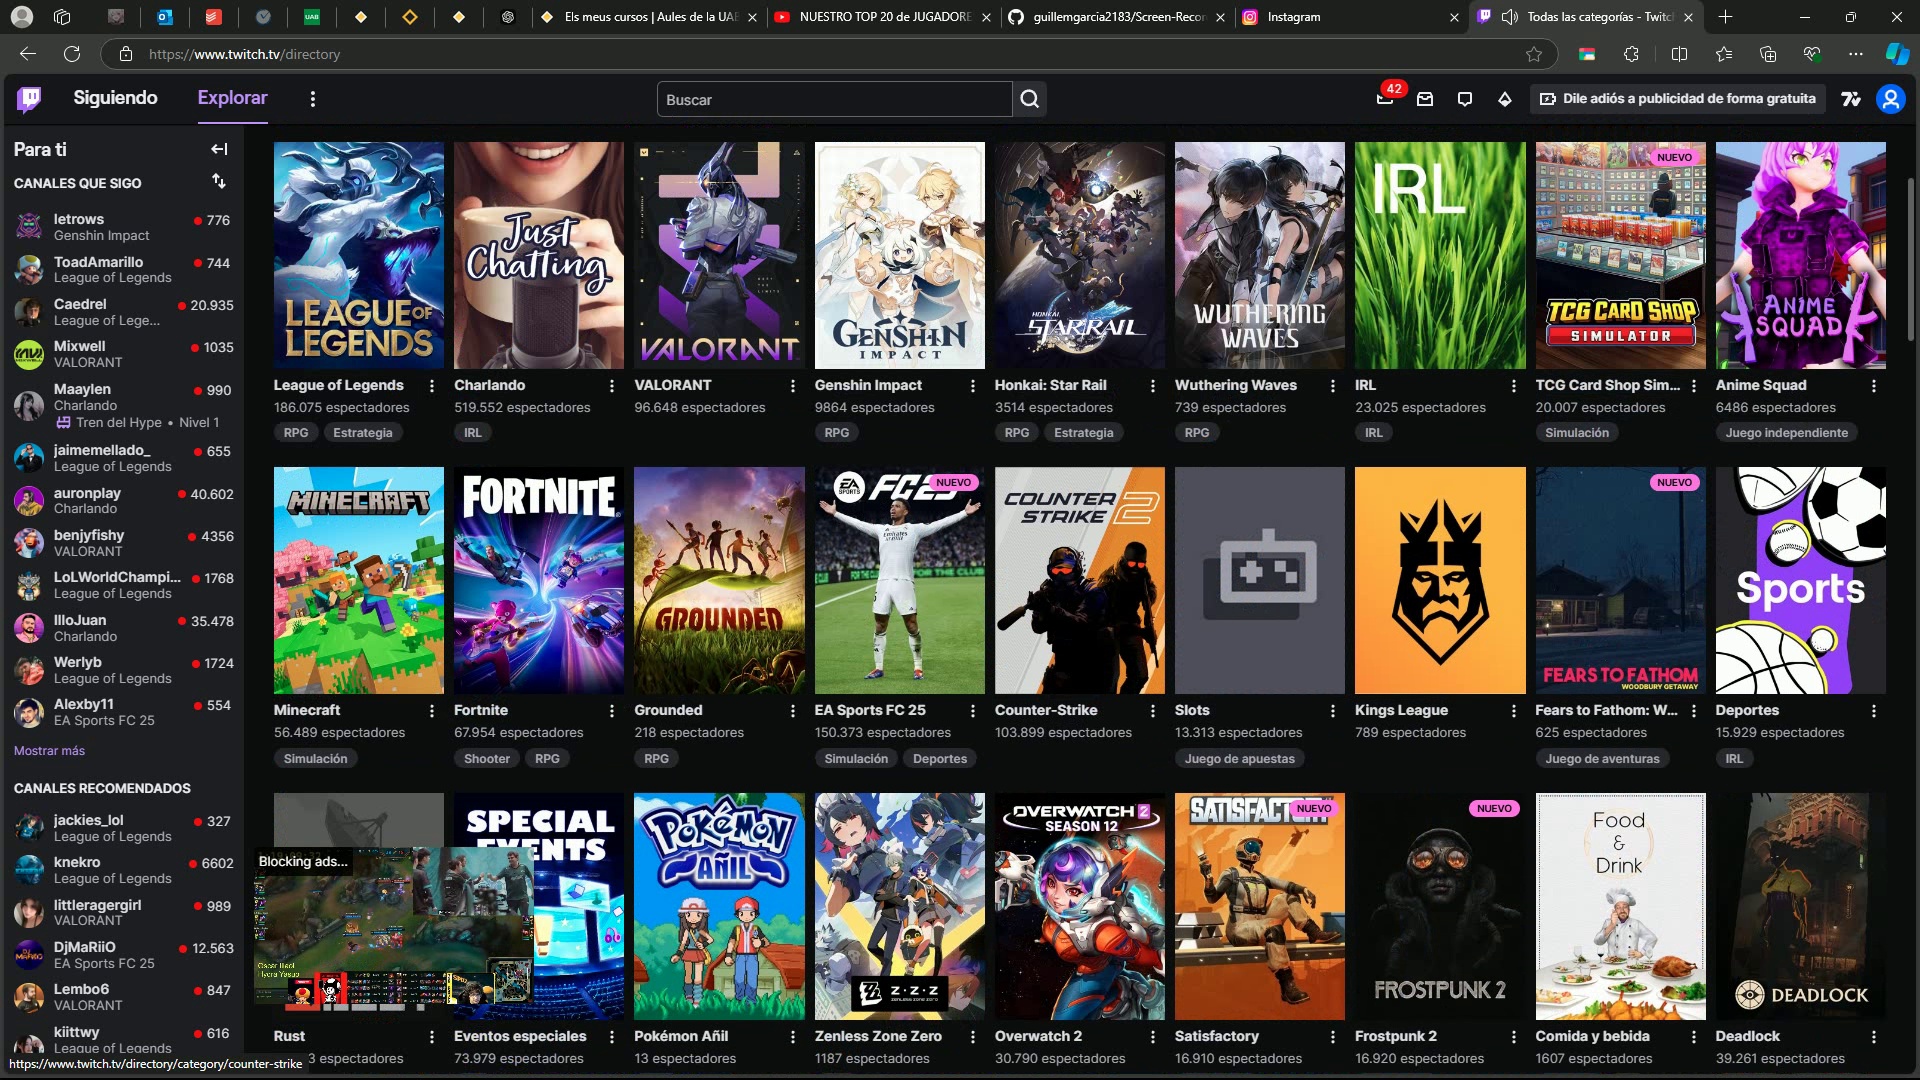 Els meus cursos | Aules de la UAB
NUESTRO TOP 20 de JUGADORE
guillemgarcia2183/Screen-Recor
Instagram
Todas las categorías - Twitch
https://www.twitch.tv/directory
Siguiendo
Explorar
Buscar
42
Dile adiós a publicidad de forma gratuita
Para ti
CANALES QUE SIGO
letrows 776
Genshin Impact
ToadAmarillo 744
League of Legends
Caedrel 20.935
League of Lege...
Mixwell 1035
VALORANT
Maaylen 990
Charlando
Tren del Hype • Nivel 1
jaimemellado_ 655
League of Legends
auronplay 40.602
Charlando
benjyfishy 4356
VALORANT
LoLWorldChampi... 1768
League of Legends
IlloJuan 35.478
Charlando
Werlyb 1724
League of Legends
Alexby11 554
EA Sports FC 25
Mostrar más
CANALES RECOMENDADOS
jackies_lol 327
League of Legends
knekro 6602
League of Legends
littleragergirl 989
VALORANT
DjMaRiiO 12.563
EA Sports FC 25
Lembo6 847
VALORANT
kiittwy 616
League of Legends
https://www.twitch.tv/directory/category/counter-strike
LEAGUE OF LEGENDS
Just Chatting
VALORANT
GENSHIN IMPACT
HONKAI: STAR RAIL
WUTHERING WAVES
IRL
NUEVO
TCG CARD SHOP SIMULATOR
ANIME SQUAD
League of Legends
186.075 espectadores
RPG Estrategia
Charlando
519.552 espectadores
IRL
VALORANT
96.648 espectadores
Genshin Impact
9864 espectadores
RPG
Honkai: Star Rail
3514 espectadores
RPG Estrategia
Wuthering Waves
739 espectadores
RPG
IRL
23.025 espectadores
IRL
TCG Card Shop Sim...
20.007 espectadores
Simulación
Anime Squad
6486 espectadores
Juego independiente
MINECRAFT
FORTNITE
GROUNDED
EA SPORTS FC25
NUEVO
COUNTER STRIKE 2
NUEVO
FEARS TO FATHOM
WOODBURY GETAWAY
Sports
Minecraft
56.489 espectadores
Simulación
Fortnite
67.954 espectadores
Shooter RPG
Grounded
218 espectadores
RPG
EA Sports FC 25
150.373 espectadores
Simulación Deportes
Counter-Strike
103.899 espectadores
Slots
13.313 espectadores
Juego de apuestas
Kings League
789 espectadores
Fears to Fathom: W...
625 espectadores
Juego de aventuras
Deportes
15.929 espectadores
IRL
Blocking ads...
SPECIAL EVENTS
POKéMON AÑIL
Z·Z·Z
ZENLESS ZONE ZERO
OVERWATCH 2
SEASON 12
SATISFACTORY
NUEVO
NUEVO
FROSTPUNK 2
Food & Drink
DEADLOCK
Rust
3 espectadores
Eventos especiales
73.979 espectadores
Pokémon Añil
13 espectadores
Zenless Zone Zero
1187 espectadores
Overwatch 2
30.790 espectadores
Satisfactory
16.910 espectadores
Frostpunk 2
16.920 espectadores
Comida y bebida
1607 espectadores
Deadlock
39.261 espectadores